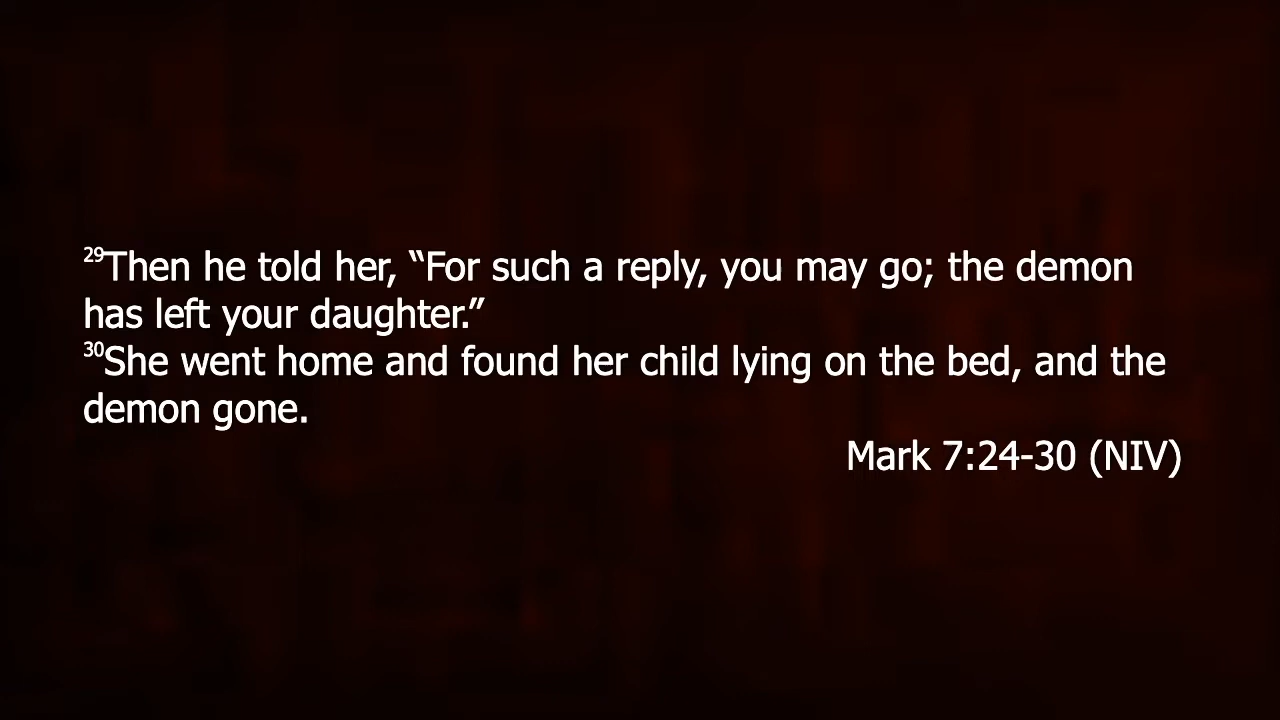 29Then he told her, “For such a reply, you may go; the demon
has left your daughter.”
30She went home and found her child lying on the bed, and the
demon gone.
Mark 7:24-30 (NIV)